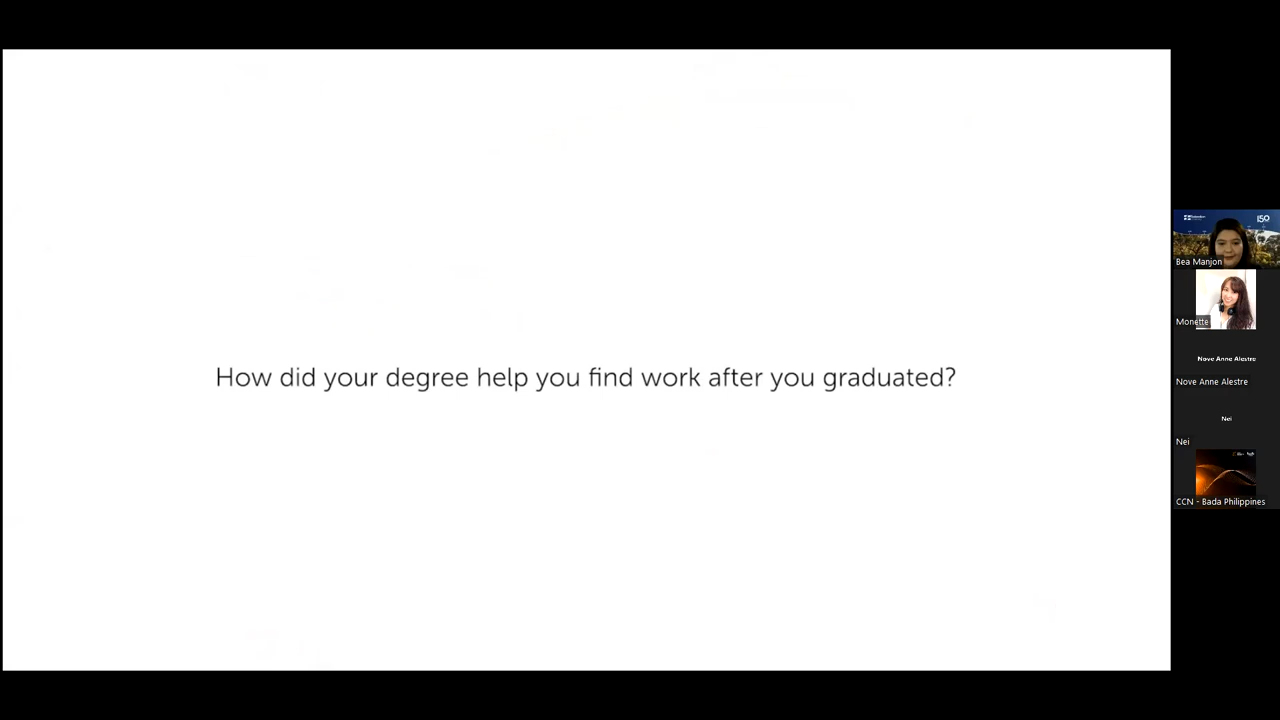 How did your degree help you find work after you graduated?
150
Bea Manjon
Monette
Nove Anne Alestre
Nove Anne Alestre
Nei
Nei
CCN - Bada Philippines